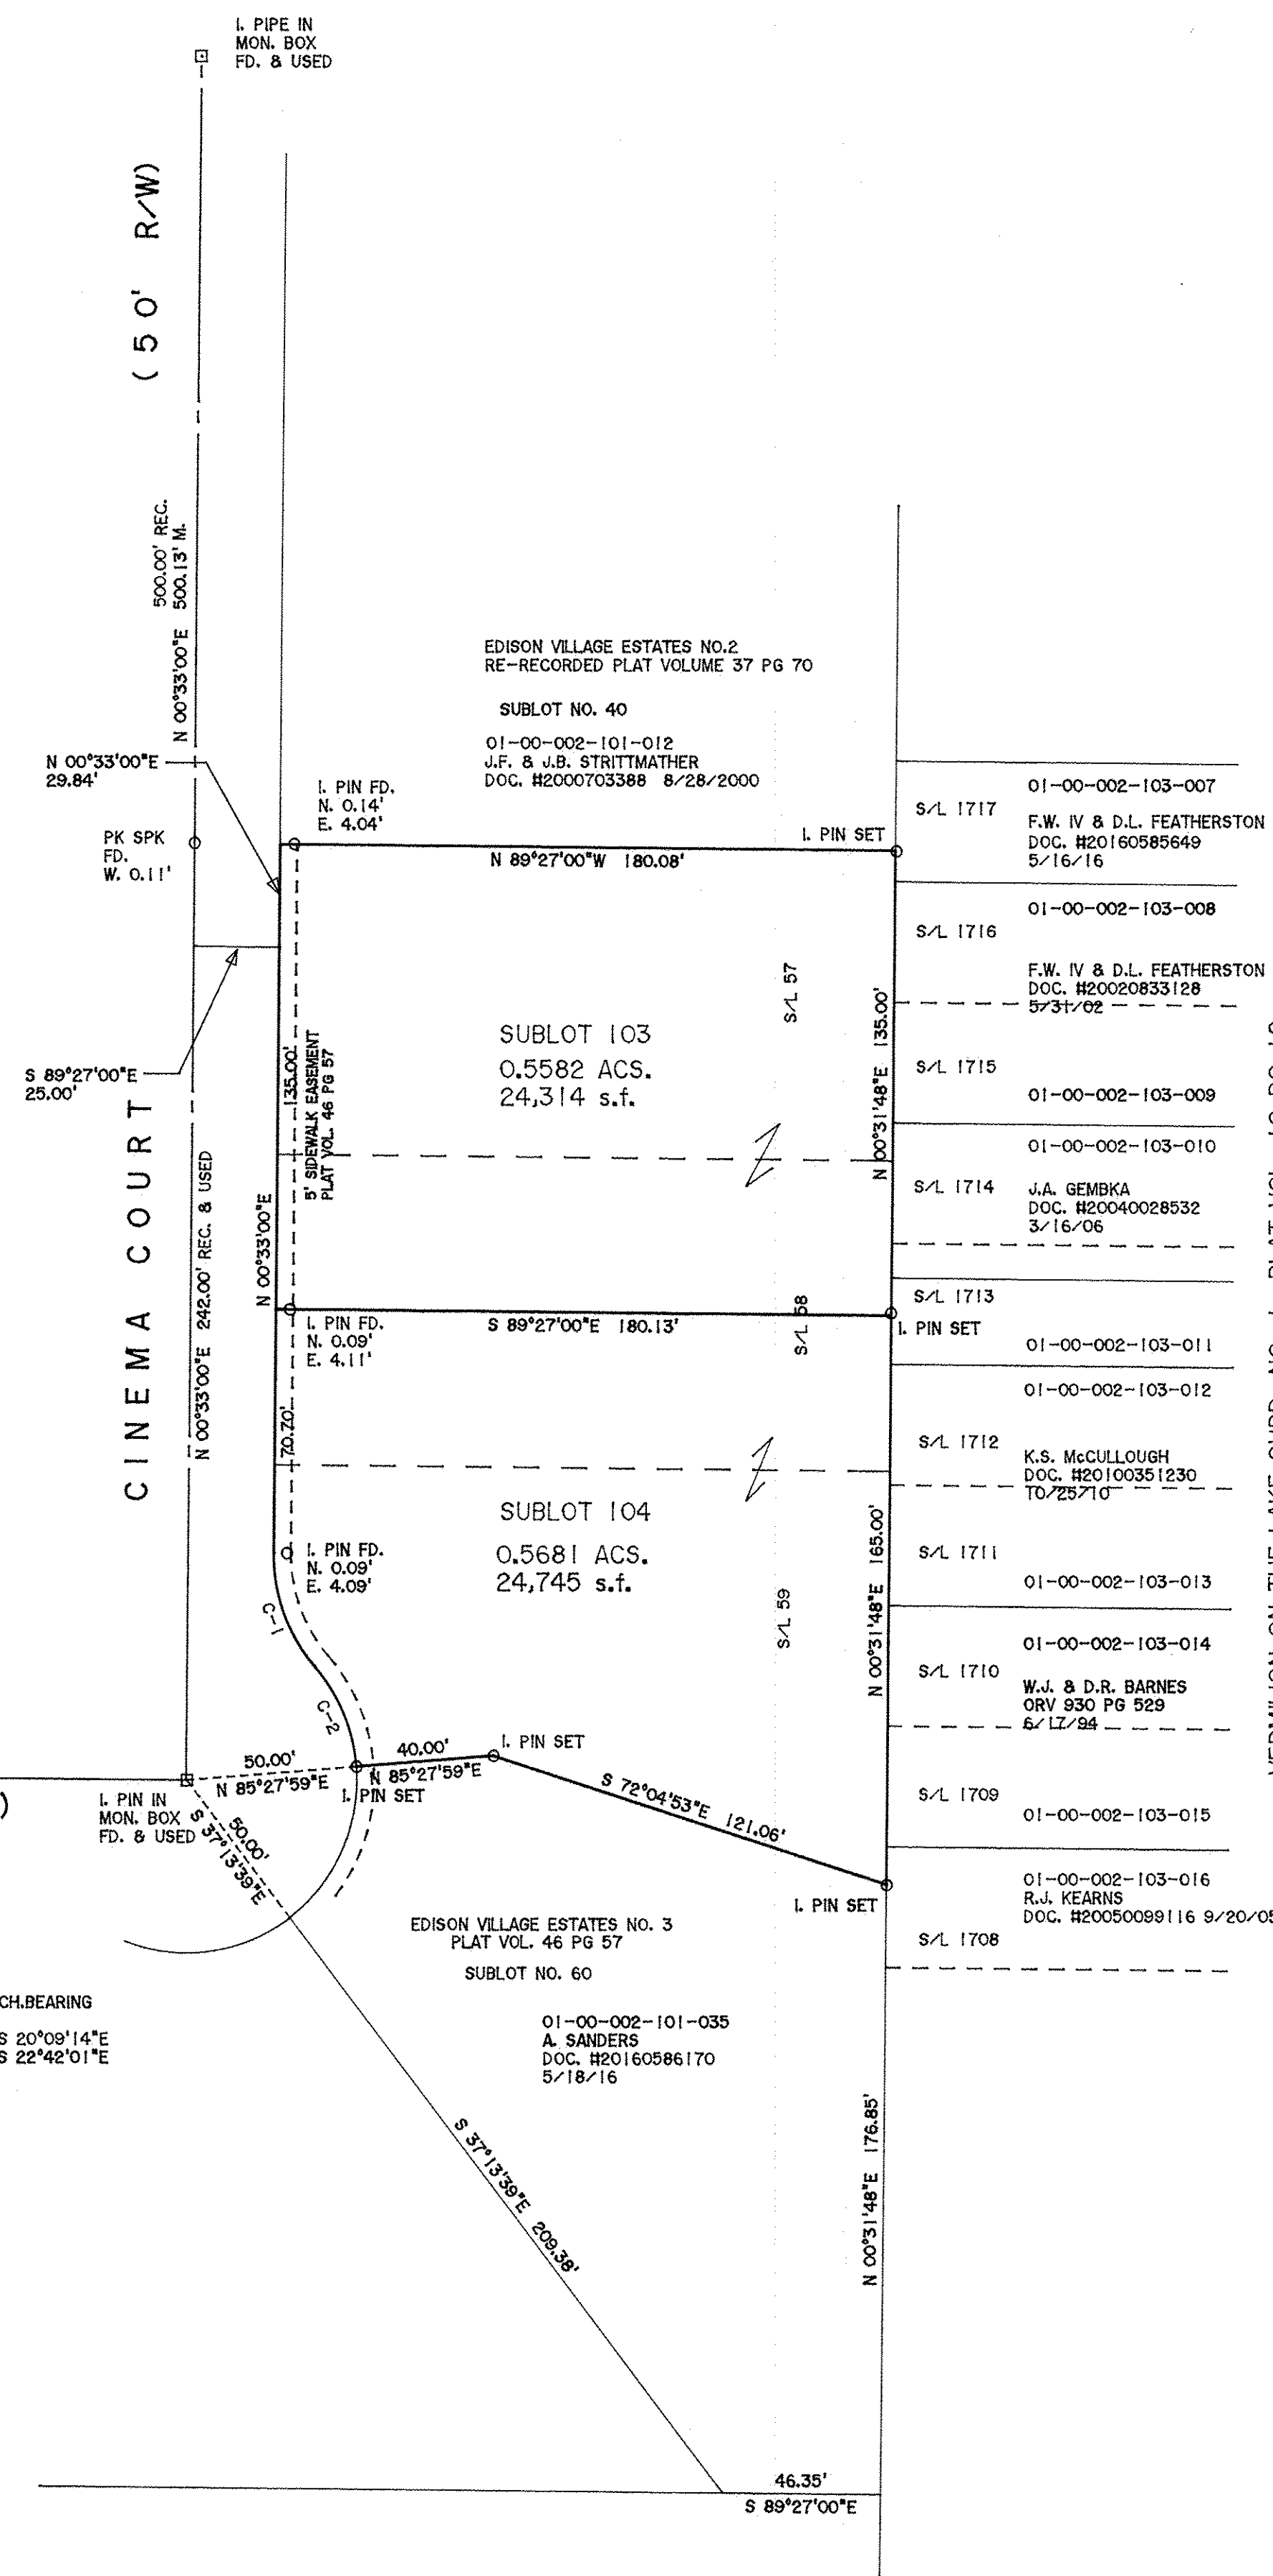 I. PIPE IN
MON. BOX
FD. & USED
(50' R/W)
500.00' REC.
N 00°33'00"E 500.13' M.
EDISON VILLAGE ESTATES NO.2
RE-RECORDED PLAT VOLUME 37 PG 70
SUBLOT NO. 40
01-00-002-101-012
J.F. & J.B. STRITTMATHER
DOC. #2000703388 8/28/2000
N 00°33'00"E
29.84'
I. PIN FD.
N. 0.14'
E. 4.04'
PK SPK
FD.
W. 0.11'
I. PIN SET
N 89°27'00"W 180.08'
S/L 1717
01-00-002-103-007
F.W. IV & D.L. FEATHERSTON
DOC. #20160585649
5/16/16
S/L 1716
01-00-002-103-008
F.W. IV & D.L. FEATHERSTON
DOC. #20020833128
5/31/02
S/L 57
N 00°31'48"E 135.00'
SUBLOT 103
0.5582 ACS.
24,314 s.f.
S 89°27'00"E
25.00'
135.00'
5' SIDEWALK EASEMENT
PLAT VOL. 46 PG 57
S/L 1715
01-00-002-103-009
01-00-002-103-010
S/L 1714
J.A. GEMBKA
DOC. #20040028532
3/16/06
CINEMA COURT
N 00°33'00"E 242.00' REC. & USED
N 00°33'00"E
S/L 1713
S/L 58
I. PIN FD.
N. 0.09'
E. 4.11'
S 89°27'00"E 180.13'
I. PIN SET
01-00-002-103-011
01-00-002-103-012
70.70'
S/L 1712
K.S. McCULLOUGH
DOC. #20100351230
10/25/10
SUBLOT 104
0.5681 ACS.
24,745 s.f.
I. PIN FD.
N. 0.09'
E. 4.09'
N 00°31'48"E 165.00'
S/L 1711
01-00-002-103-013
C-1
S/L 59
01-00-002-103-014
S/L 1710
W.J. & D.R. BARNES
ORV 930 PG 529
6/17/94
C-2
50.00'
N 85°27'59"E
40.00'
N 85°27'59"E
I. PIN SET
I. PIN SET
S 72°04'53"E 121.06'
S/L 1709
01-00-002-103-015
)
I. PIN IN
MON. BOX
FD. & USED
50.00'
S 37°13'39"E
I. PIN SET
01-00-002-103-016
R.J. KEARNS
DOC. #20050099116 9/20/05
S/L 1708
EDISON VILLAGE ESTATES NO. 3
PLAT VOL. 46 PG 57
SUBLOT NO. 60
CH.BEARING
S 20°09'14"E
S 22°42'01"E
01-00-002-101-035
A. SANDERS
DOC. #20160586170
5/18/16
S 37°13'39"E 209.38'
N 00°31'48"E 176.85'
46.35'
S 89°27'00"E